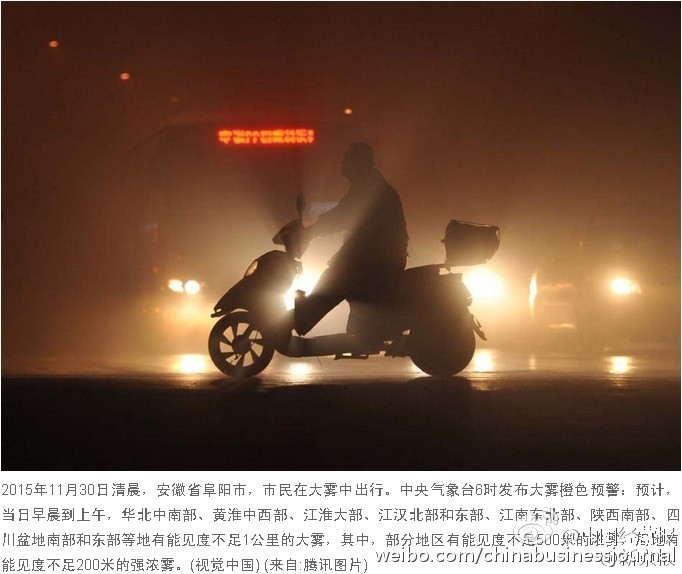 2015年11月30日清晨，安徽省阜阳市，市民在大雾中出行。中央气象台6时发布大雾橙色预警：预计，
当日早晨到上午，华北中南部、黄淮中西部、江淮大部、江汉北部和东部、江南东北部、陕西南部、四
川盆地南部和东部等地有能见度不足1公里的大雾，其中，部分地区有能见度不足500米的浓雾，局地有
能见度不足200米的强浓雾。(视觉中国) (来自:腾讯图片)
weibo.com/chinabusinessjournal